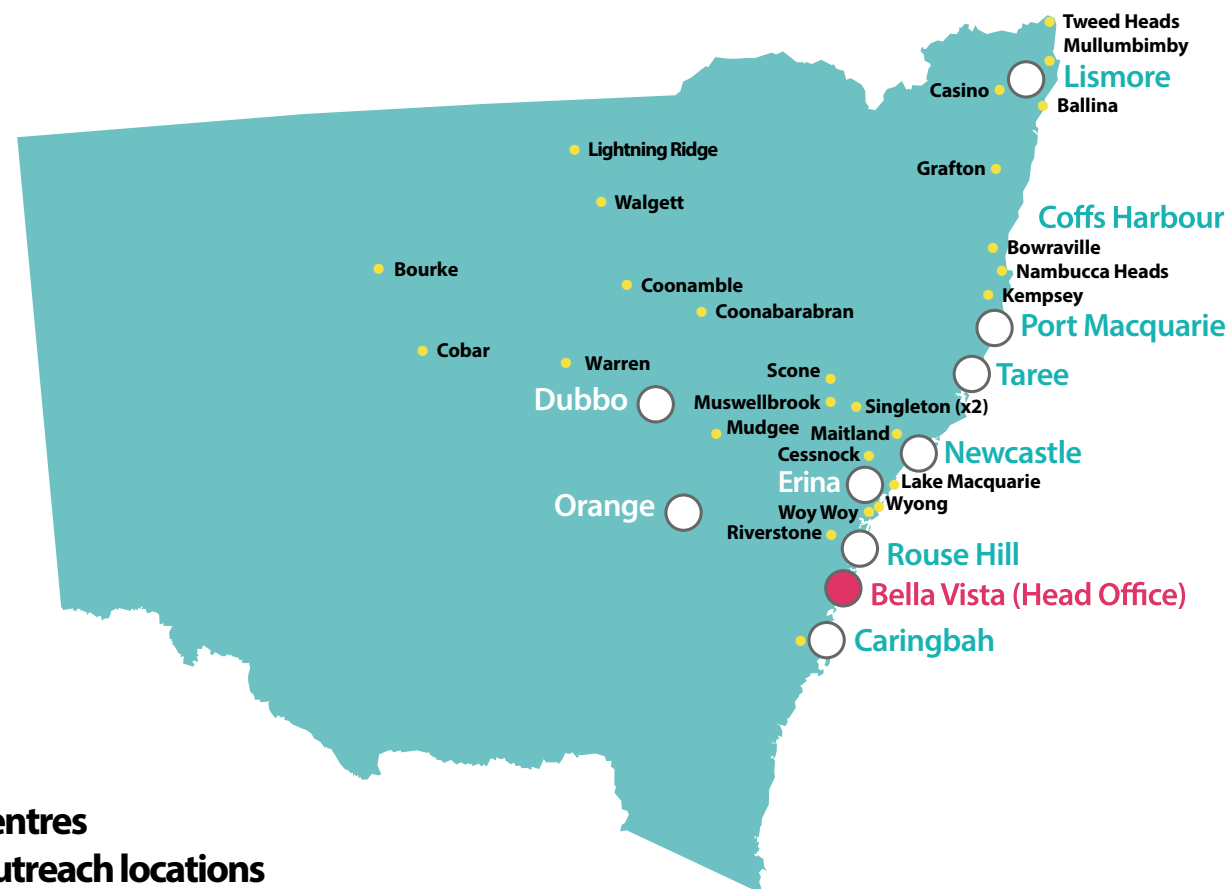 Tweed Heads
Mullumbimby
Lismore
Casino
Ballina
Lightning Ridge
Grafton
Walgett
Coffs Harbour
Bowraville
Bourke
Nambucca Heads
Coonamble
Kempsey
Coonabarabran
Port Macquarie
Cobar
Warren
Scone
Taree
Dubbo
Muswellbrook
Singleton (x2)
Mudgee
Maitland
Cessnock
Newcastle
Erina
Lake Macquarie
Orange
Woy Woy
Wyong
Riverstone
Rouse Hill
Bella Vista (Head Office)
Caringbah
entres
utreach locations